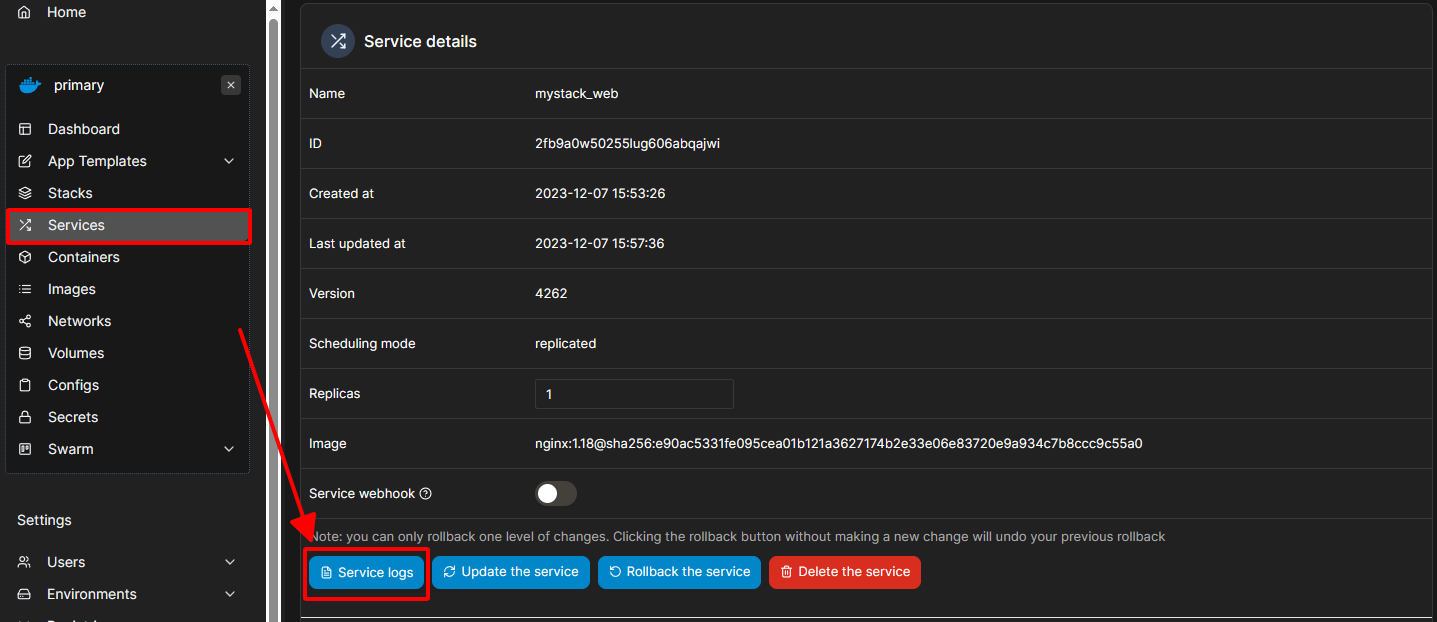 Home
primary
Dashboard
App Templates
Stacks
Services
Containers
Images
Networks
Volumes
Configs
Secrets
Swarm
Settings
Users
Environments
Service details
Name mystack_web
ID 2fb9a0w50255lug606abqajwi
Created at 2023-12-07 15:53:26
Last updated at 2023-12-07 15:57:36
Version 4262
Scheduling mode replicated
Replicas 1
Image nginx:1.18@sha256:e90ac5331fe095cea01b121a3627174b2e33e06e83720e9a934c7b8ccc9c55a0
Service webhook
Note: you can only rollback one level of changes. Clicking the rollback button without making a new change will undo your previous rollback
Service logs Update the service Rollback the service Delete the service